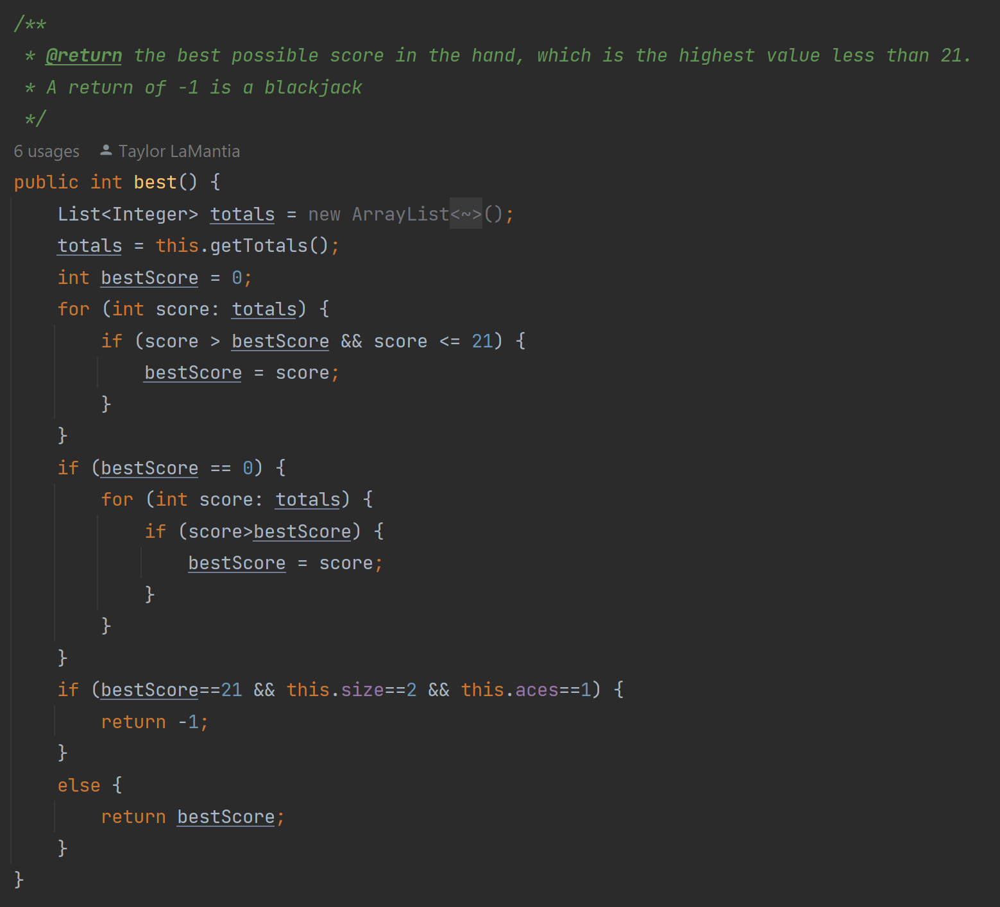 /**
 * @return the best possible score in the hand, which is the highest value less than 21.
 * A return of -1 is a blackjack
 */
6 usages Taylor LaMantia
public int best() {
    List<Integer> totals = new ArrayList<~>();
    totals = this.getTotals();
    int bestScore = 0;
    for (int score: totals) {
        if (score > bestScore && score <= 21) {
            bestScore = score;
        }
    }
    if (bestScore == 0) {
        for (int score: totals) {
            if (score>bestScore) {
                bestScore = score;
            }
        }
    }
    if (bestScore==21 && this.size==2 && this.aces==1) {
        return -1;
    }
    else {
        return bestScore;
    }
}